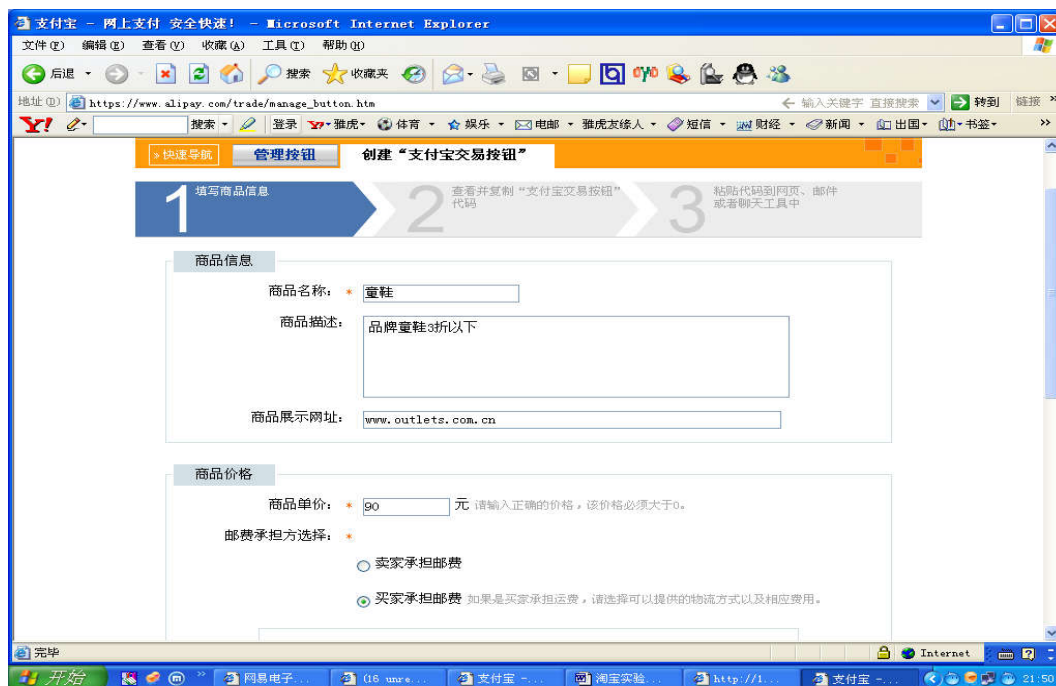 支付宝 - 网上支付 安全快速！ - Microsoft Internet Explorer
文件(F) 编辑(E) 查看(V) 收藏(A) 工具(T) 帮助(H)
后退 搜索 收藏夹
地址(D) https://www.alipay.com/trade/manage_button.htm 输入关键字 直接搜索 转到 链接 »
Y! 搜索 登录 雅虎 体育 娱乐 电邮 雅虎友缘人 短信 财经 新闻 出国 书签 »
»快速导航 管理按钮 创建“支付宝交易按钮”
1 填写商品信息 2 查看并复制“支付宝交易按钮”代码 3 粘贴代码到网页、邮件或者聊天工具中
商品信息
商品名称： * 童鞋
商品描述： 品牌童鞋3折以下
商品展示网址： www.outlets.com.cn
商品价格
商品单价： * 90 元 请输入正确的价格，该价格必须大于0。
邮费承担方选择： *
卖家承担邮费
买家承担邮费 如果是买家承担运费，请选择可以提供的物流方式以及相应费用。
完毕 Internet
开始 » 网易电子... (16 unre... 支付宝 -... 淘宝实验... http://1... 支付宝 -... 21:50